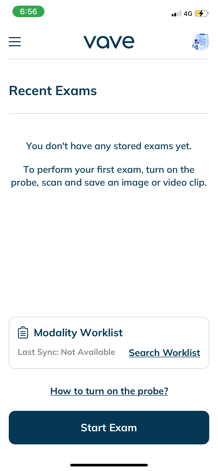 6:56
4G
vave
Recent Exams
You don't have any stored exams yet.
To perform your first exam, turn on the
probe, scan and save an image or video clip.
Modality Worklist
Last Sync: Not Available Search Worklist
How to turn on the probe?
Start Exam